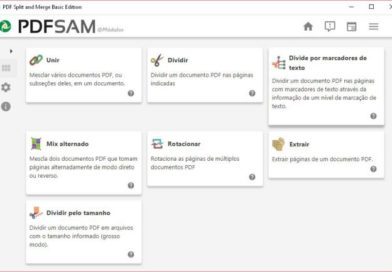 PDF Split and Merge Basic Edition
PDFSAM
Unir
Mesclar vários documentos PDF, ou
subseções deles, em um documento.
Dividir
Dividir um documento PDF nas páginas
indicadas
Divide por marcadores de
texto
Dividir um documento PDF nas páginas
com marcadores de texto através da
informação de um nível da marcação de
texto.
Mix alternado
Mescla dois documentos PDF que tomam
páginas alternadamente de modo direto
ou reverso.
Rotacionar
Rotaciona as páginas de múltiplos
documentos PDF
Extrair
Extrair páginas de um documento PDF.
Dividir pelo tamanho
Dividir um documento PDF em arquivos
com o tamanho informado (grosso
modo).